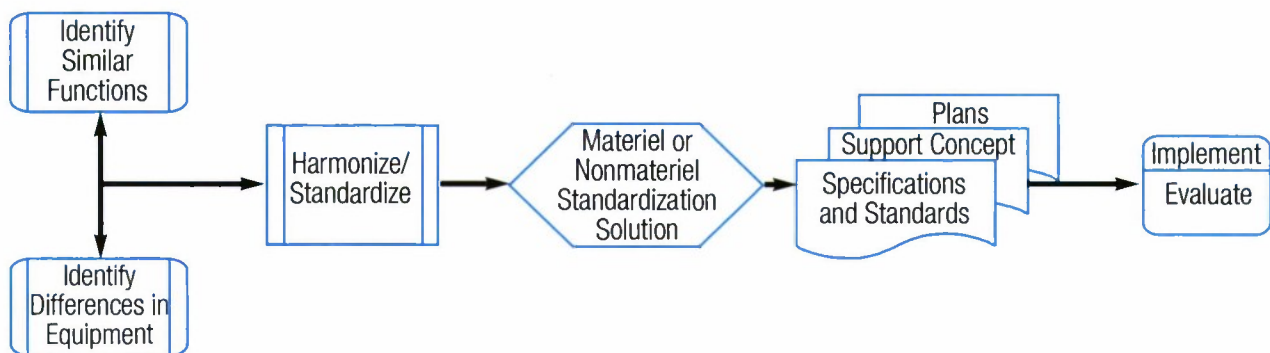 Identify
Similar
Functions
Identify
Differences in
Equipment
Harmonize/
Standardize
Materiel or
Nonmateriel
Standardization
Solution
Plans
Support Concept
Specifications
and Standards
Implement
Evaluate